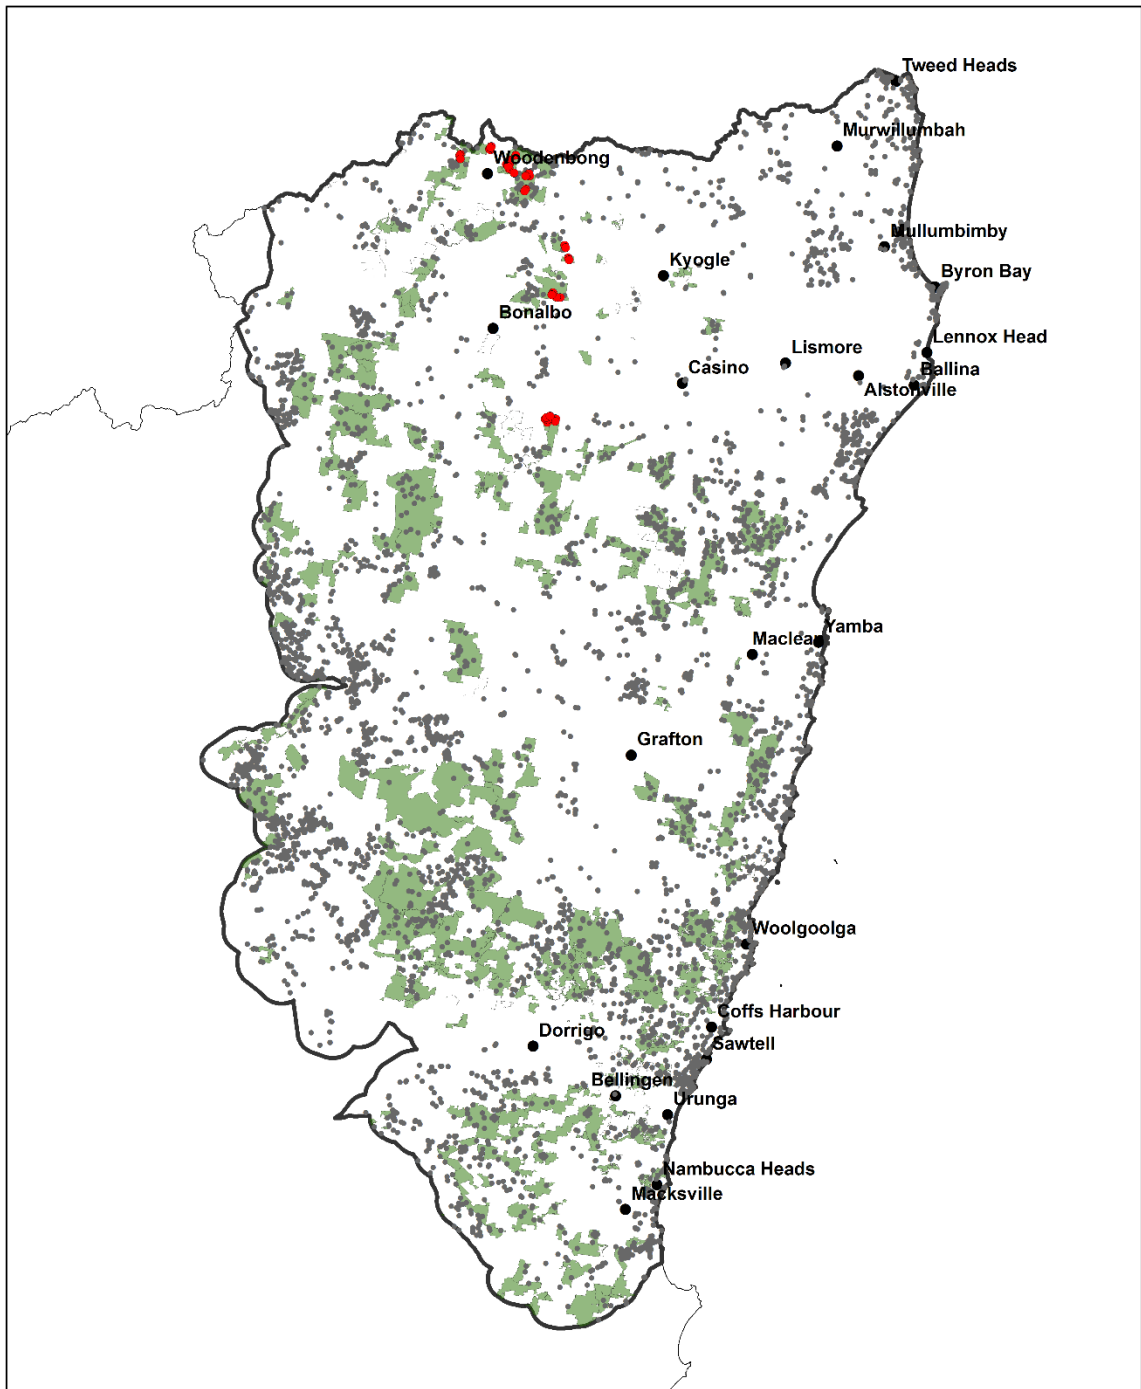 Tweed Heads
Murwillumbah
Woodenbong
Mullumbimby
Kyogle
Byron Bay
Bonalbo
Lennox Head
Lismore
Ballina
Casino
Alstonville
Yamba
Maclean
Grafton
Woolgoolga
Coffs Harbour
Dorrigo
Sawtell
Bellingen
Urunga
Nambucca Heads
Macksville